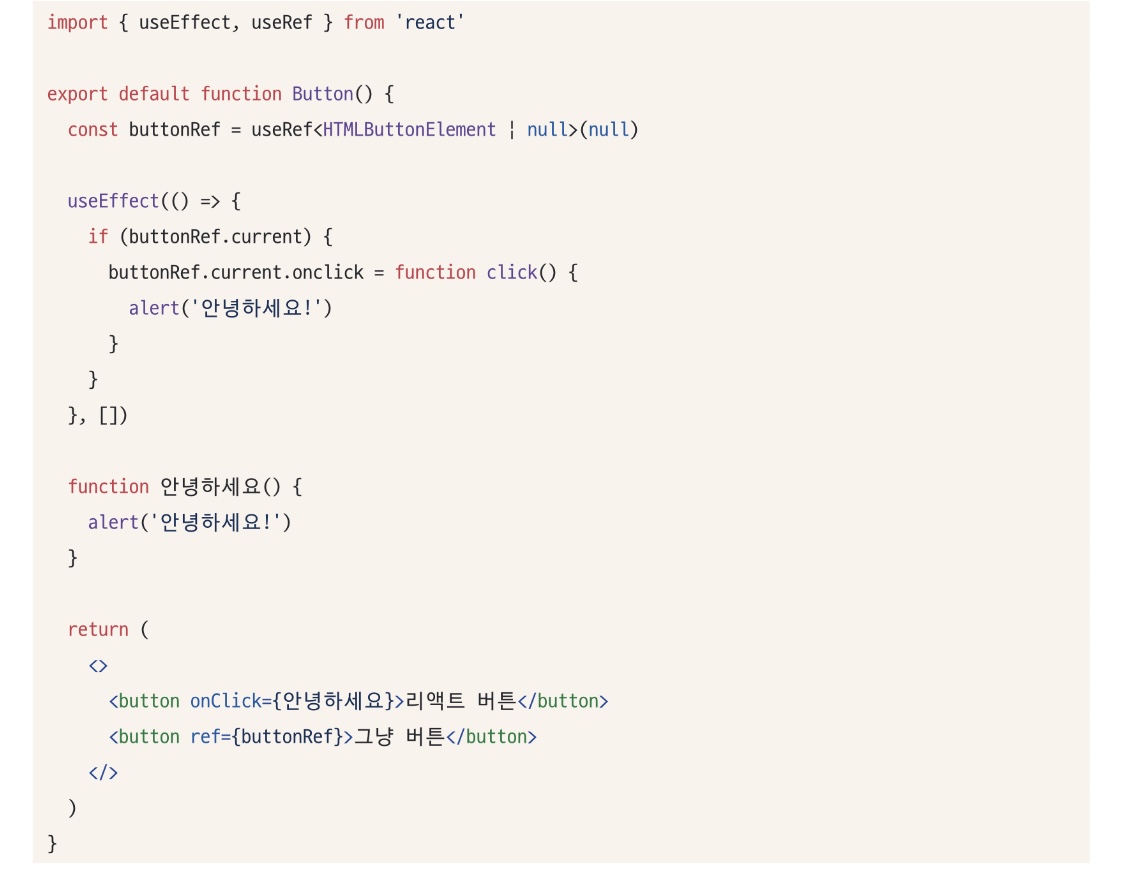 import { useEffect, useRef } from 'react'
export default function Button() {
const buttonRef = useRef<HTMLButtonElement ¦ null>(null)
useEffect(() => {
if (buttonRef.current) {
buttonRef.current.onclick = function click() {
alert('안녕하세요!')
}
}
}, [])
function 안녕하세요() {
alert('안녕하세요!')
}
return (
<>
<button onClick={안녕하세요}>리액트 버튼</button>
<button ref={buttonRef}>그냥 버튼</button>
</>
)
}